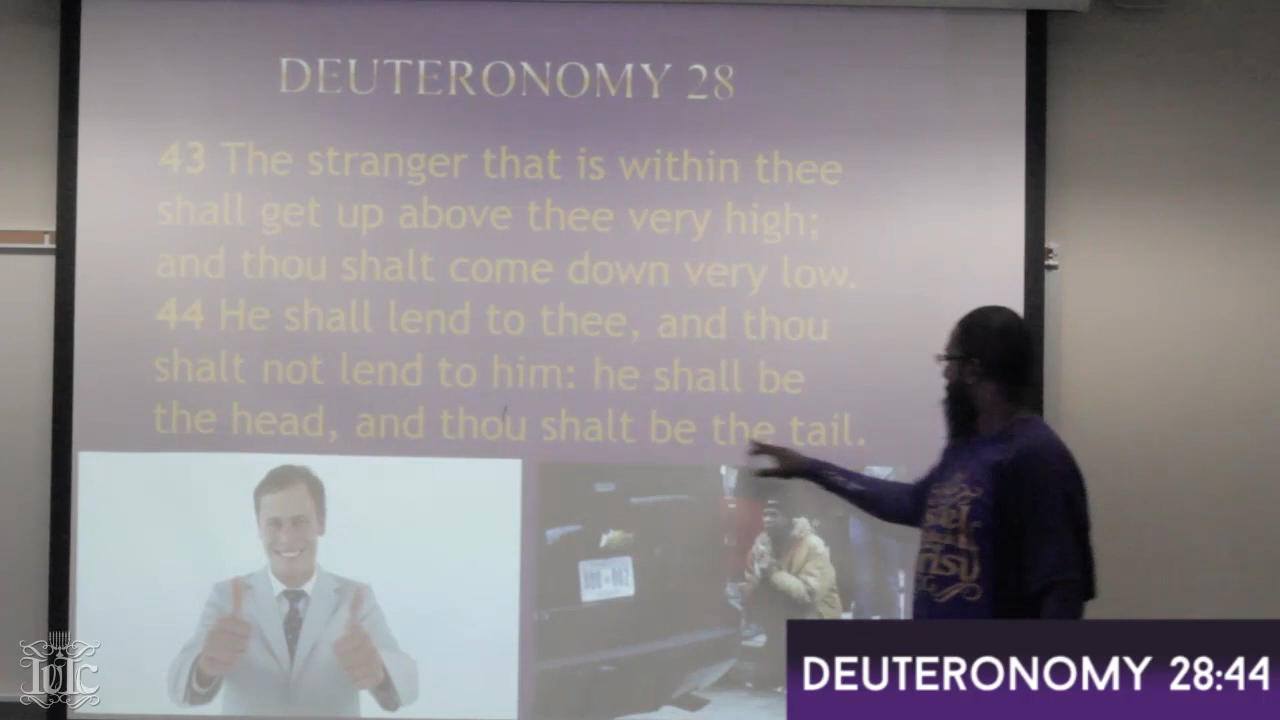 DEUTERONOMY 28
43 The stranger that is within thee
shall get up above thee very high;
and thou shalt come down very low.
44 He shall lend to thee, and thou
shalt not lend to him: he shall be
the head, and thou shalt be the tail.
IUIC
DEUTERONOMY 28:44